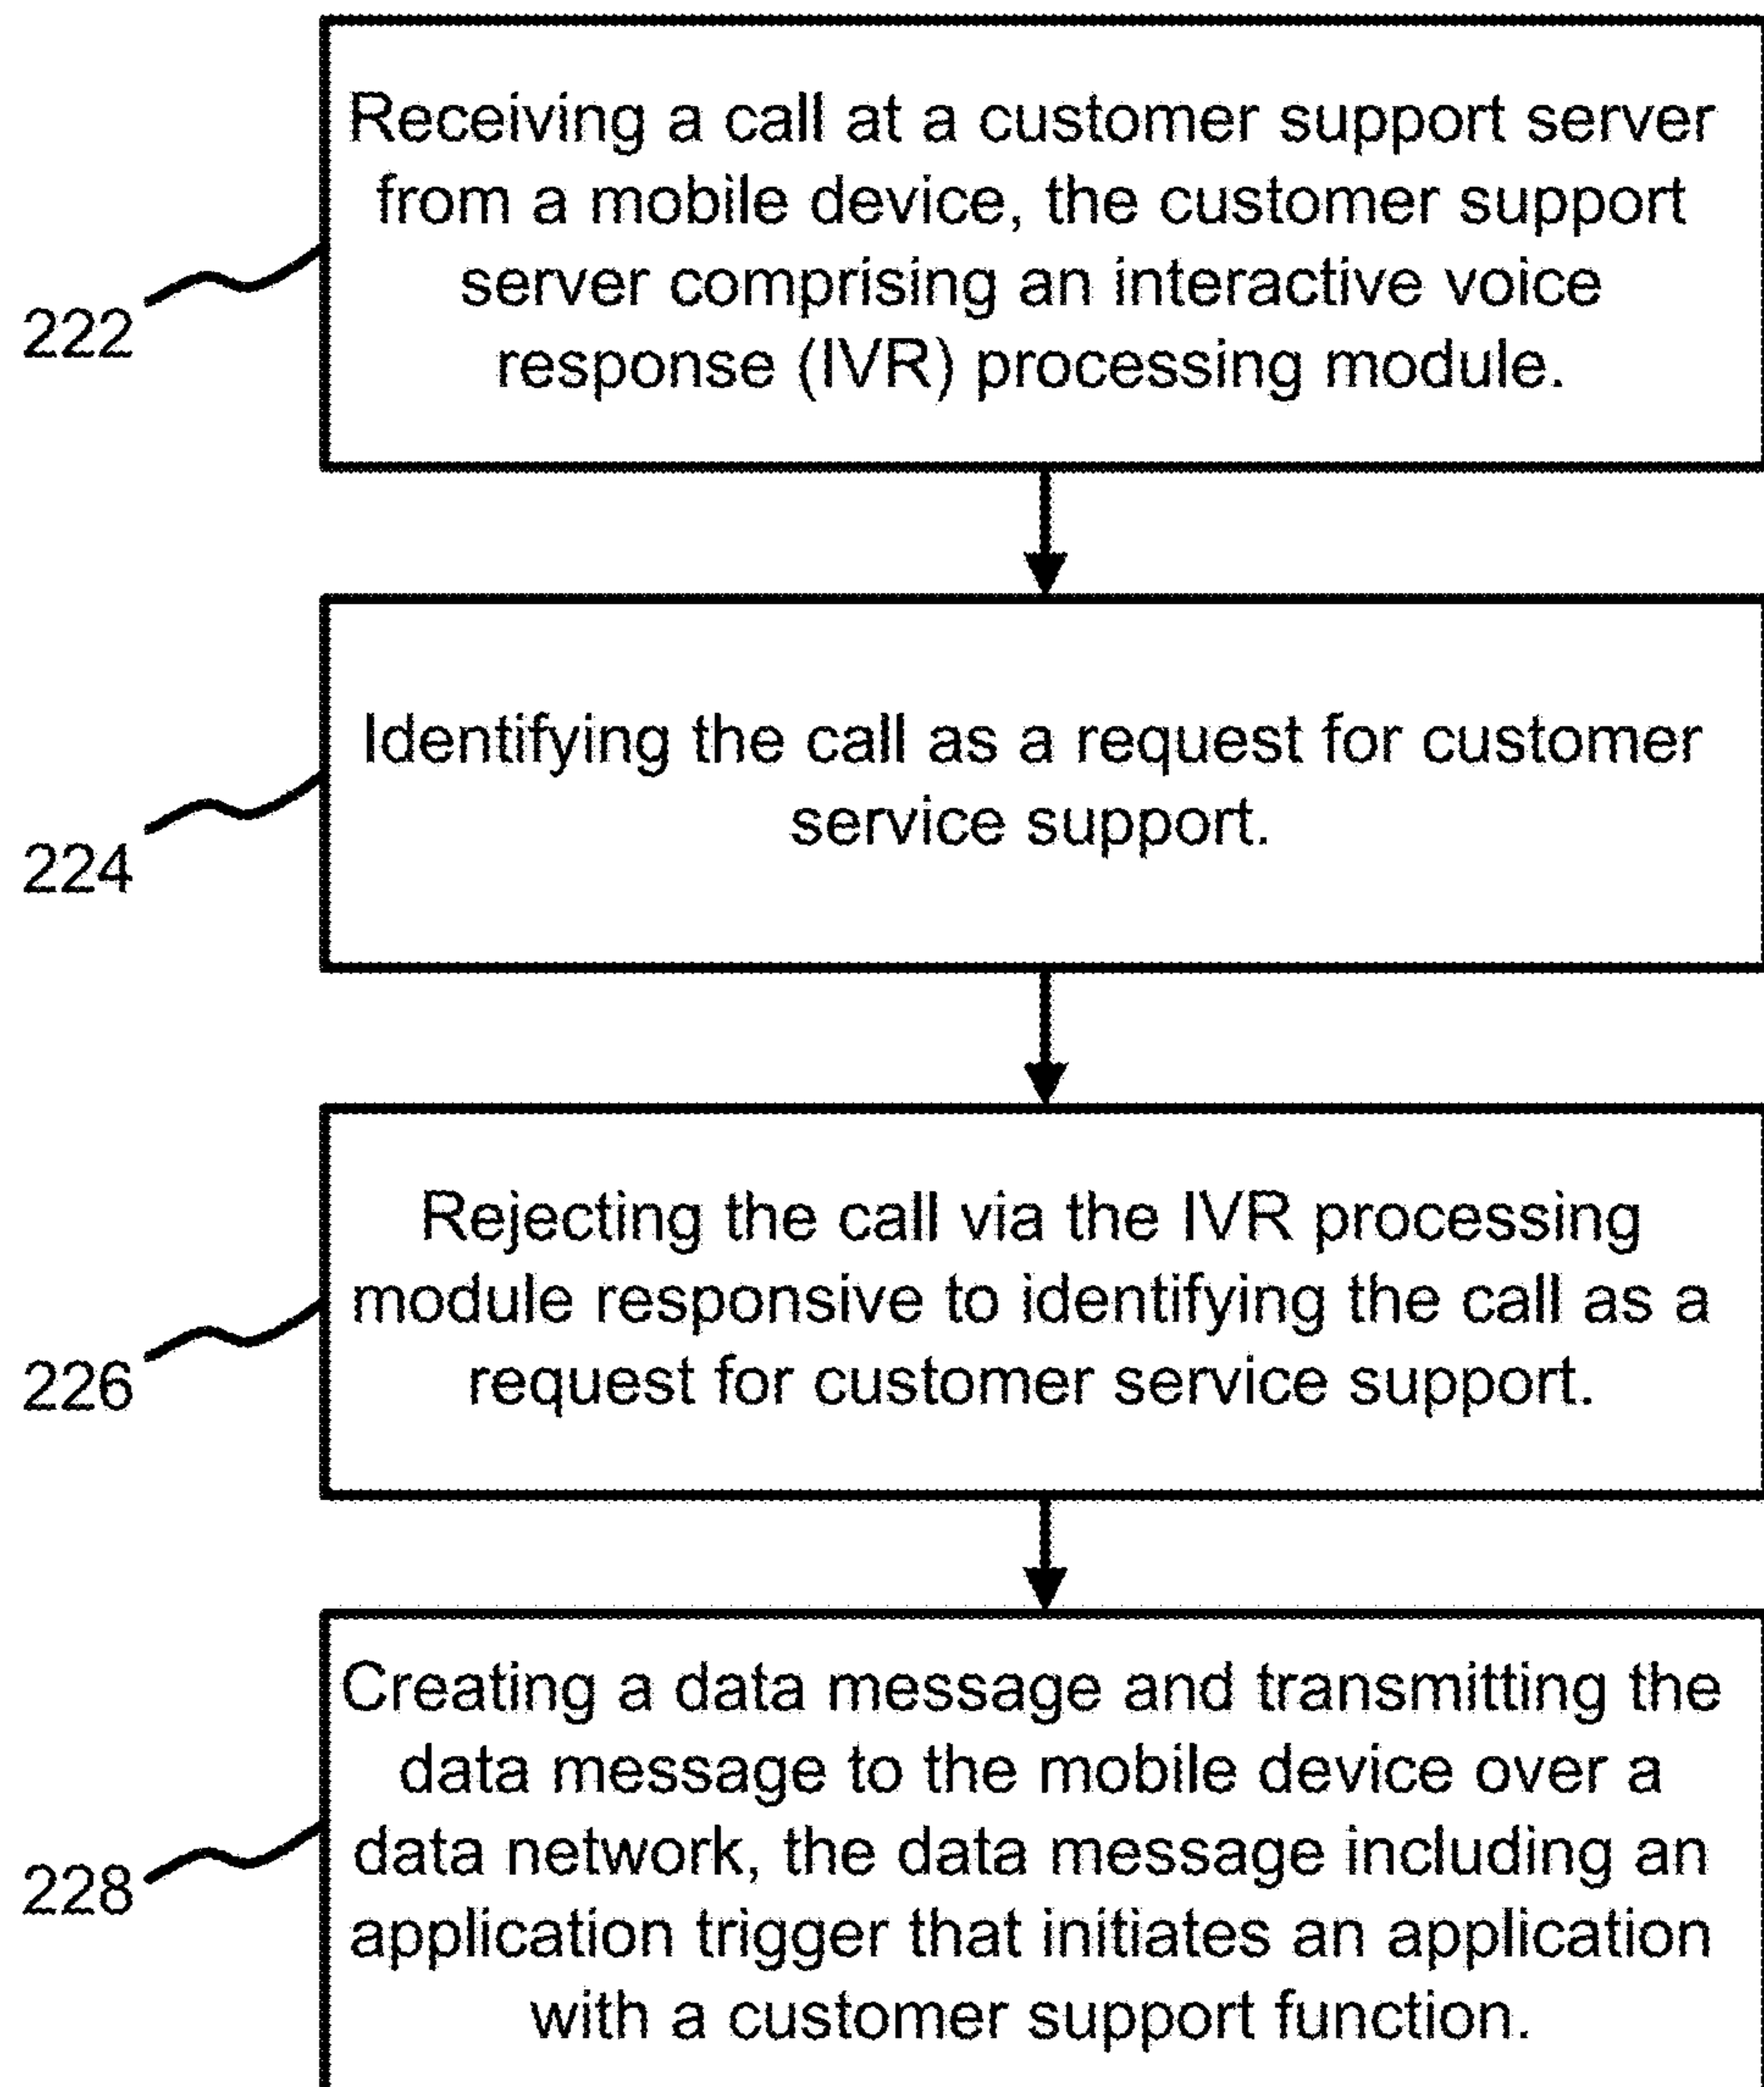 Receiving a call at a customer support server
from a mobile device, the customer support
server comprising an interactive voice
response (IVR) processing module.
222
Identifying the call as a request for customer
service support.
224
Rejecting the call via the IVR processing
module responsive to identifying the call as a
request for customer service support.
226
Creating a data message and transmitting the
data message to the mobile device over a
data network, the data message including an
application trigger that initiates an application
with a customer support function.
228